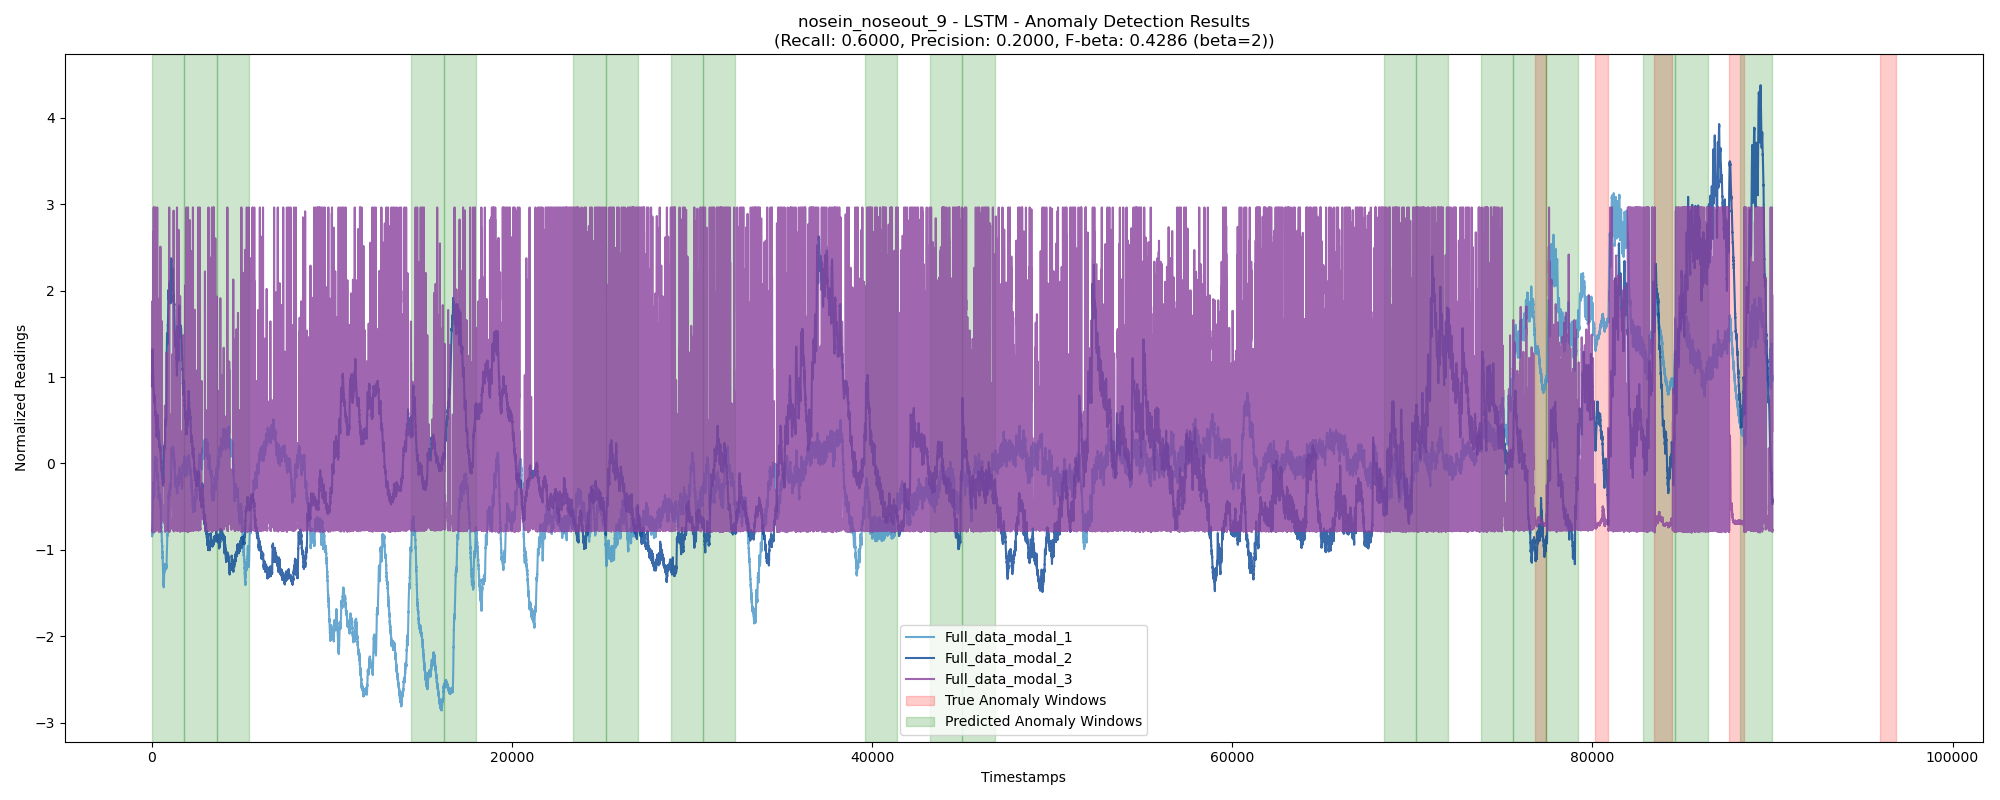 nosein_noseout_9 - LSTM - Anomaly Detection Results
(Recall: 0.6000, Precision: 0.2000, F-beta: 0.4286 (beta=2))
Normalized Readings
4
3
2
1
0
−1
−2
−3
Full_data_modal_1
Full_data_modal_2
Full_data_modal_3
True Anomaly Windows
Predicted Anomaly Windows
0
20000
40000
60000
80000
100000
Timestamps